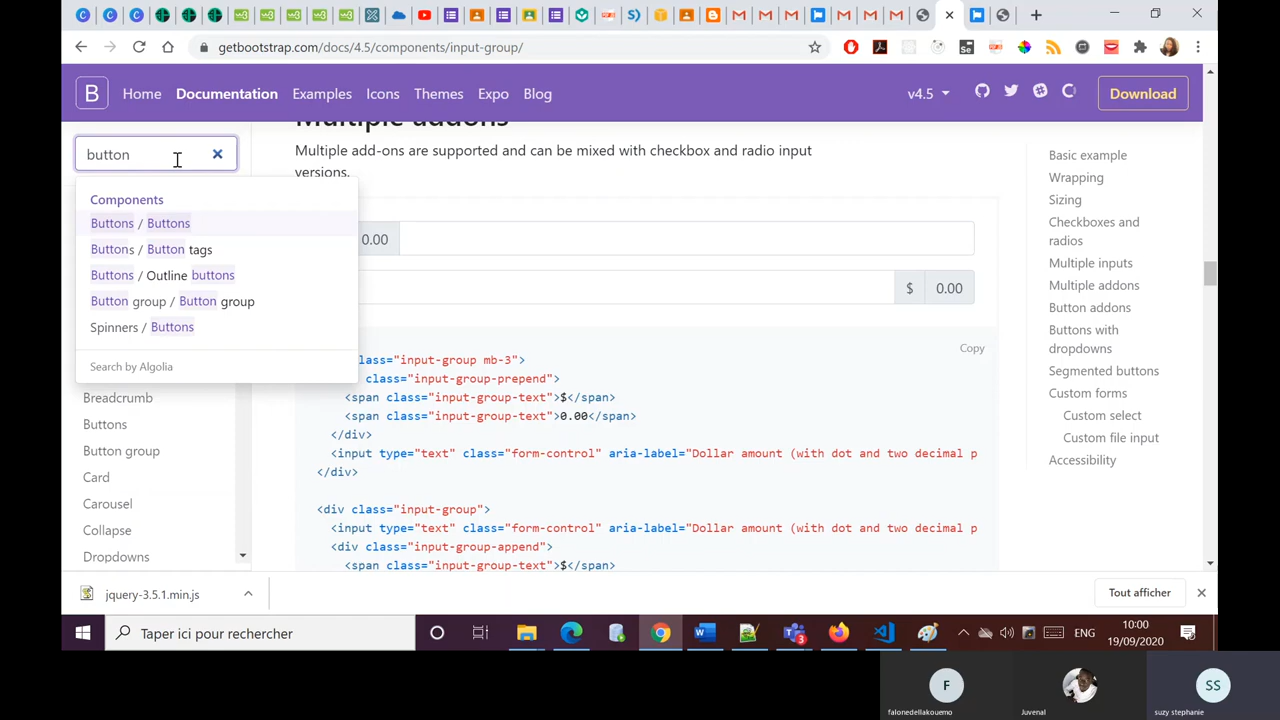 getbootstrap.com/docs/4.5/components/input-group/
B
Home
Documentation
Examples
Icons
Themes
Expo
Blog
v4.5
Download
button
Components
Buttons / Buttons
Buttons / Button tags
Buttons / Outline buttons
Button group / Button group
Spinners / Buttons
Search by Algolia
Breadcrumb
Buttons
Button group
Card
Carousel
Collapse
Dropdowns
Multiple addons
Multiple add-ons are supported and can be mixed with checkbox and radio input
versions.
0.00
$ 0.00
Copy
lass="input-group mb-3">
class="input-group-prepend">
<span class="input-group-text">$</span>
<span class="input-group-text">0.00</span>
</div>
<input type="text" class="form-control" aria-label="Dollar amount (with dot and two decimal p
</div>
<div class="input-group">
<input type="text" class="form-control" aria-label="Dollar amount (with dot and two decimal p
<div class="input-group-append">
<span class="input-group-text">$</span>
Basic example
Wrapping
Sizing
Checkboxes and
radios
Multiple inputs
Multiple addons
Button addons
Buttons with
dropdowns
Segmented buttons
Custom forms
Custom select
Custom file input
Accessibility
jquery-3.5.1.min.js
Tout afficher
Taper ici pour rechercher
ENG
10:00
19/09/2020
F
falonedellakouemo
Juvenal
SS
suzy stephanie